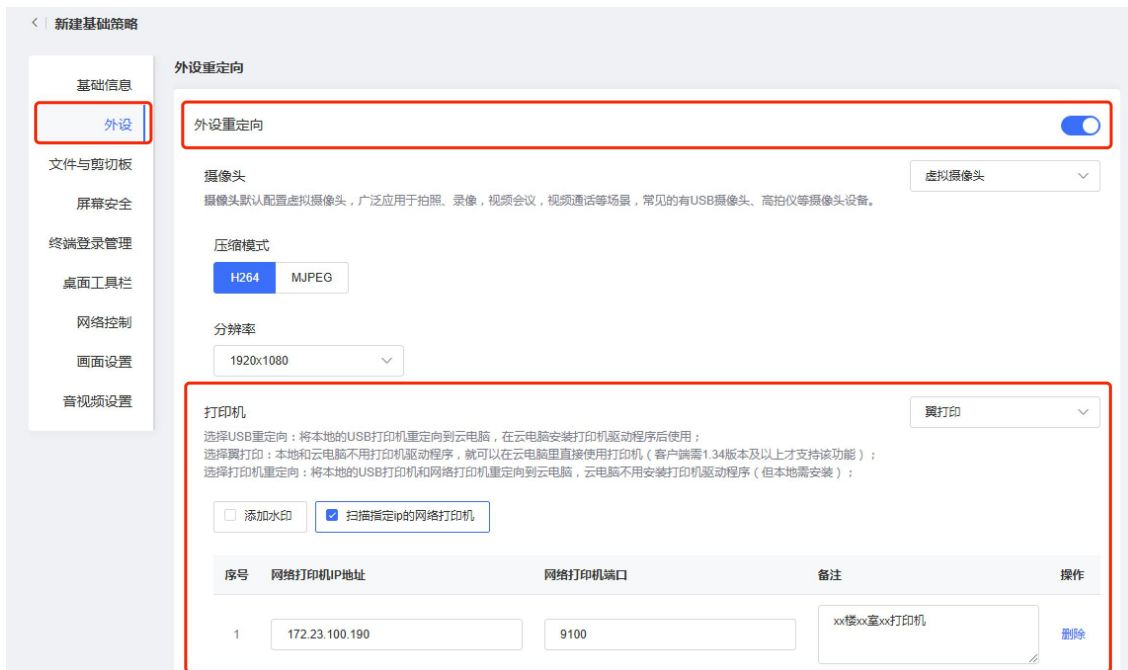 新建基础策略
基础信息
外设
文件与剪切板
屏幕安全
终端登录管理
桌面工具栏
网络控制
画面设置
音视频设置
外设重定向
外设重定向
摄像头
虚拟摄像头
摄像头默认配置虚拟摄像头，广泛应用于拍照、录像，视频会议，视频通话等场景，常见的有USB摄像头、高拍仪等摄像头设备。
压缩模式
H264 MJPEG
分辨率
1920x1080
打印机
翼打印
选择USB重定向：将本地的USB打印机重定向到云电脑，在云电脑安装打印机驱动程序后使用；
选择翼打印：本地和云电脑不用打印机驱动程序，就可以在云电脑里直接使用打印机（客户端需1.34版本及以上才支持该功能）；
选择打印机重定向：将本地的USB打印机和网络打印机重定向到云电脑，云电脑不用安装打印机驱动程序（但本地需安装）；
添加水印 扫描指定ip的网络打印机
序号 网络打印机IP地址 网络打印机端口 备注 操作
1 172.23.100.190 9100 xx楼xx室xx打印机 删除